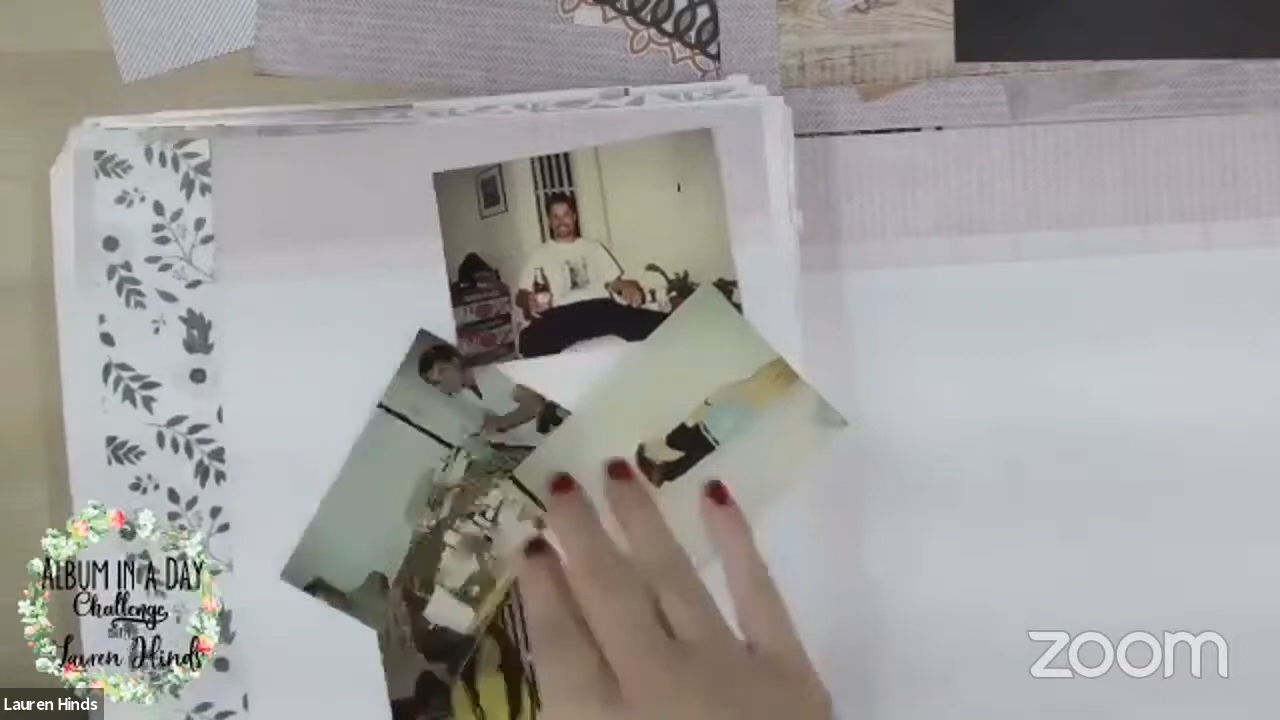 ALBUM IN A DAY
Challenge
with
Lauren Hinds
Lauren Hinds
zoom